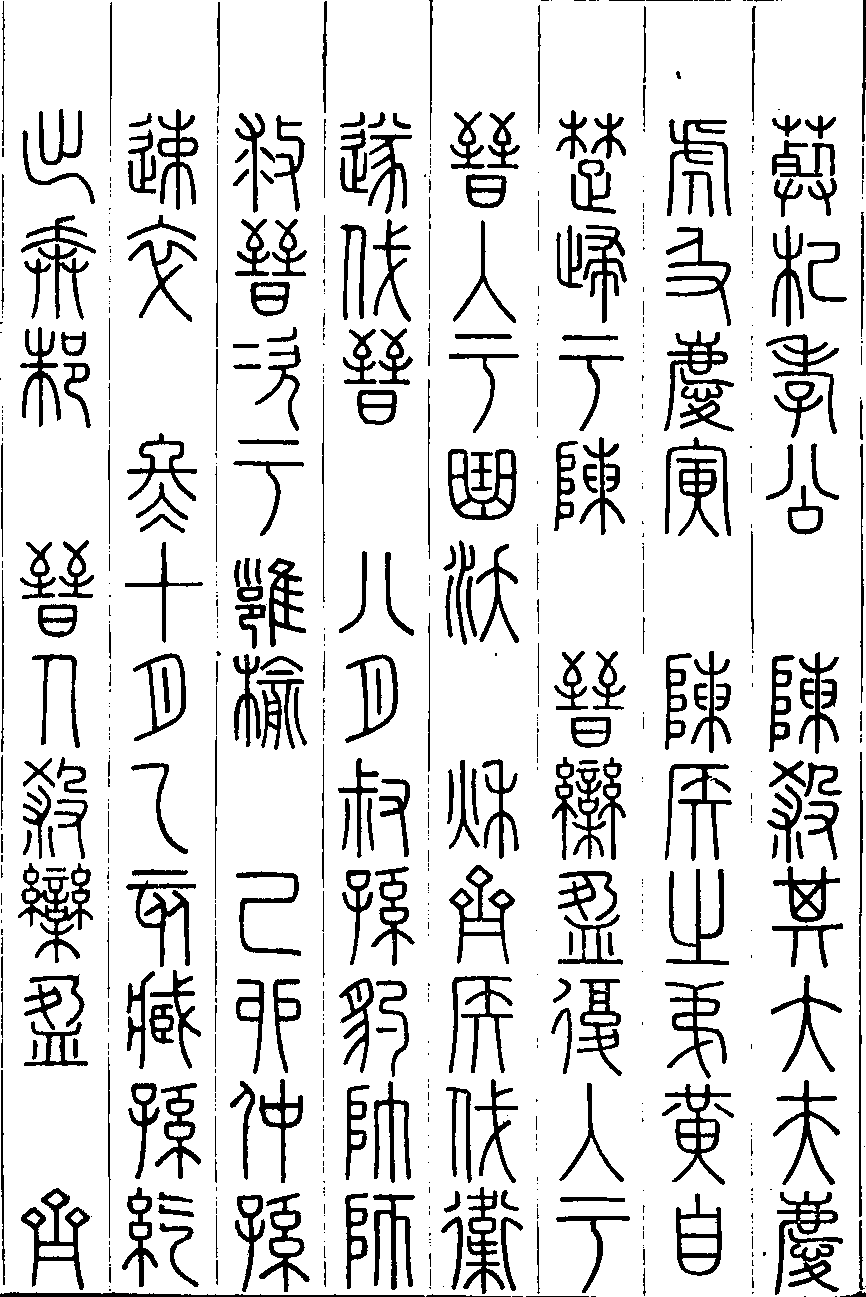 葬杞孝公　陳殺其大夫慶
虎及慶寅　陳侯之弟黃自
楚歸于陳　晉欒盈復入于
晉入于曲沃　秋齊侯伐衛
遂伐晉　八月叔孫豹帥師
救晉次于雝榆　己卯仲孫
速卒　冬十月乙亥臧孫紇
出奔邾　晉人殺欒盈　齊